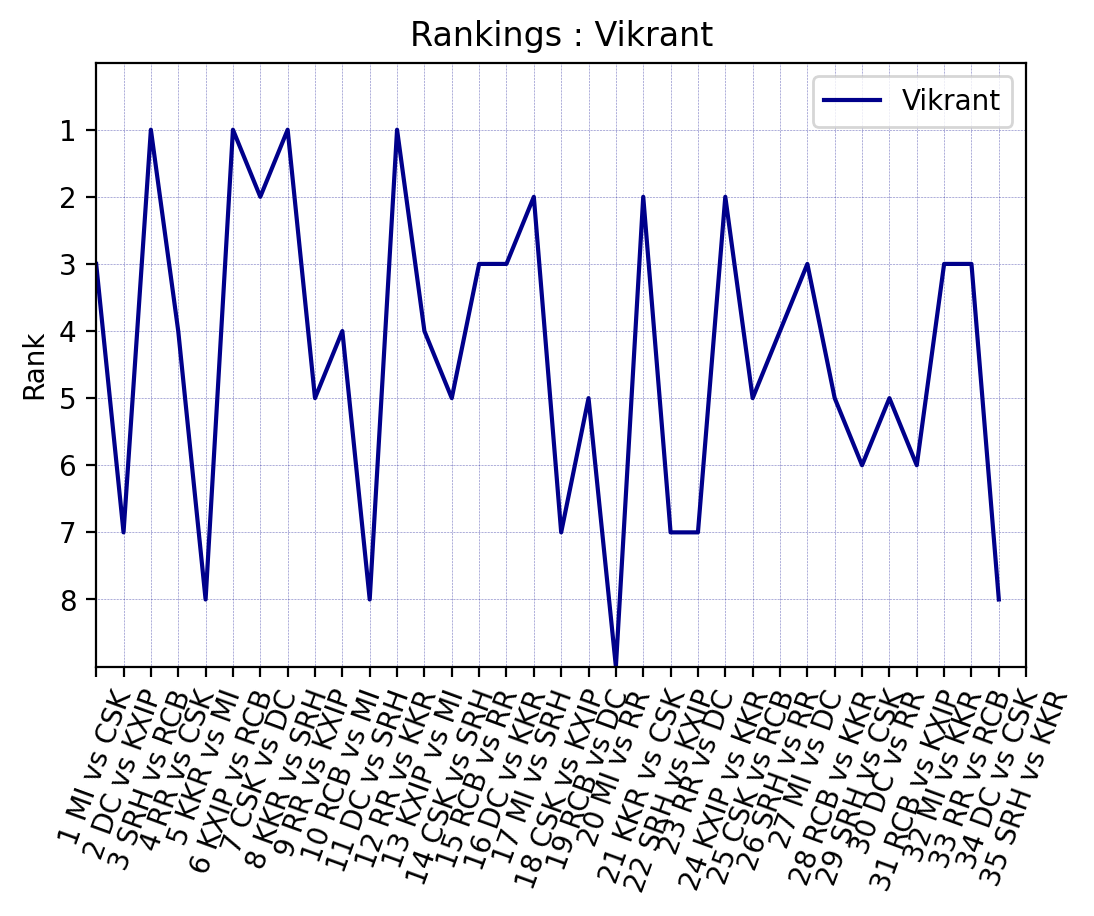 Rankings : Vikrant
Vikrant
Rank
1
2
3
4
5
6
7
8
1 MI vs CSK
2 DC vs KXIP
3 SRH vs RCB
4 RR vs CSK
5 KKR vs MI
6 KXIP vs RCB
7 CSK vs DC
8 KKR vs SRH
9 RR vs KXIP
10 RCB vs MI
11 DC vs SRH
12 RR vs KKR
13 KXIP vs MI
14 CSK vs SRH
15 RCB vs RR
16 DC vs KKR
17 MI vs SRH
18 CSK vs KXIP
19 RCB vs DC
20 MI vs RR
21 KKR vs CSK
22 SRH vs KXIP
23 RR vs DC
24 KXIP vs KKR
25 CSK vs RCB
26 SRH vs RR
27 MI vs DC
28 RCB vs KKR
29 SRH vs CSK
30 DC vs RR
31 RCB vs KXIP
32 MI vs KKR
33 RR vs RCB
34 DC vs CSK
35 SRH vs KKR